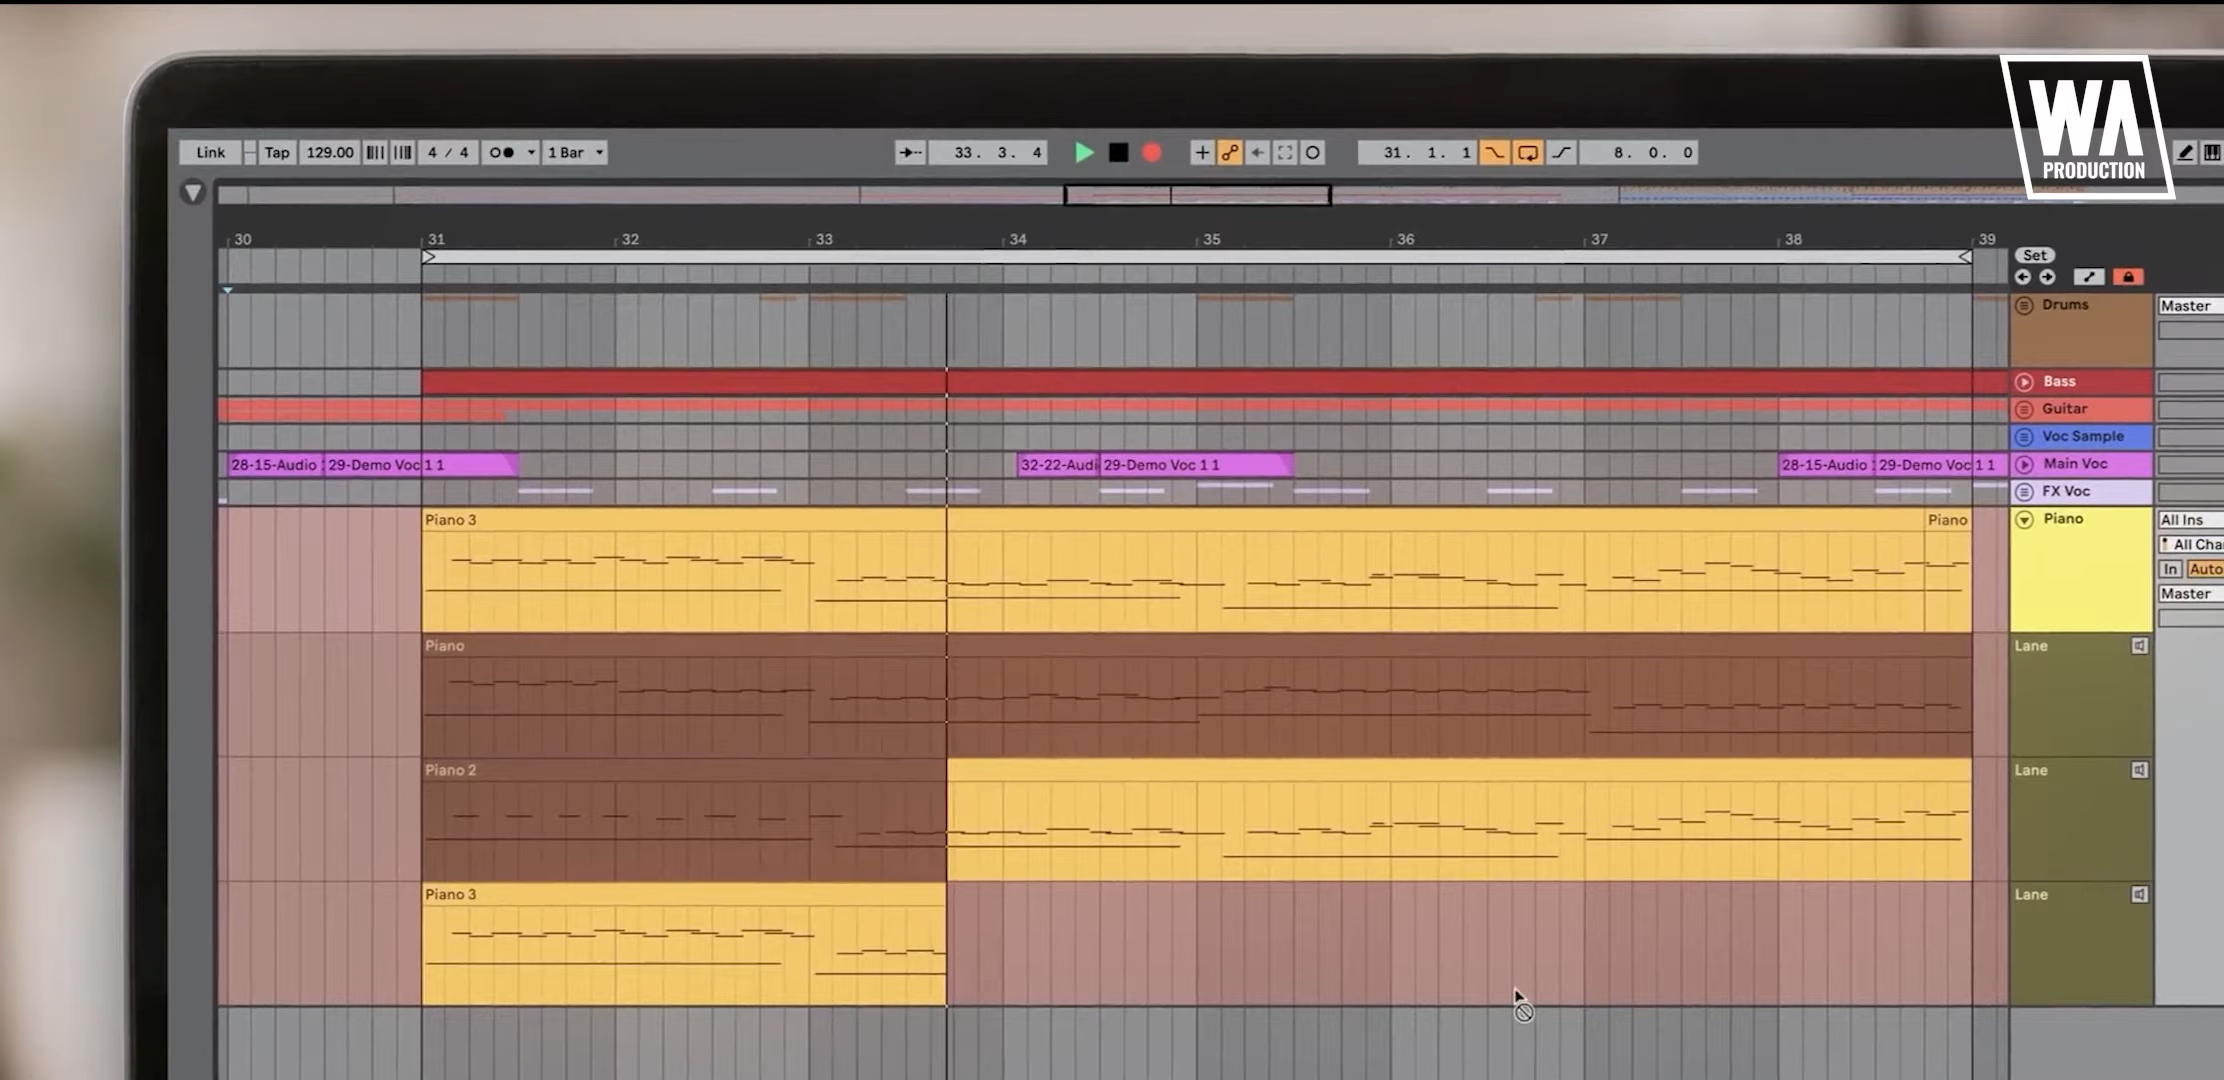 WA
PRODUCTION
Link Tap 129.00 4 / 4 1 Bar 33. 3. 4 31. 1. 1 8. 0. 0
30 31 32 33 34 35 36 37 38 39
Set
Drums Master
Bass
Guitar
Voc Sample
28-15-Audio 29-Demo Voc 1 1 32-22-Audi 29-Demo Voc 1 1 28-15-Audio 29-Demo Voc 1 1 Main Voc
FX Voc
Piano 3 Piano Piano All Ins
All Cha
In Auto
Master
Piano Lane
Piano 2 Lane
Piano 3 Lane